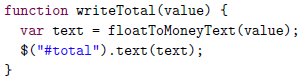 function writeTotal(value) {
  var text = floatToMoneyText(value);
  $("#total").text(text);
}